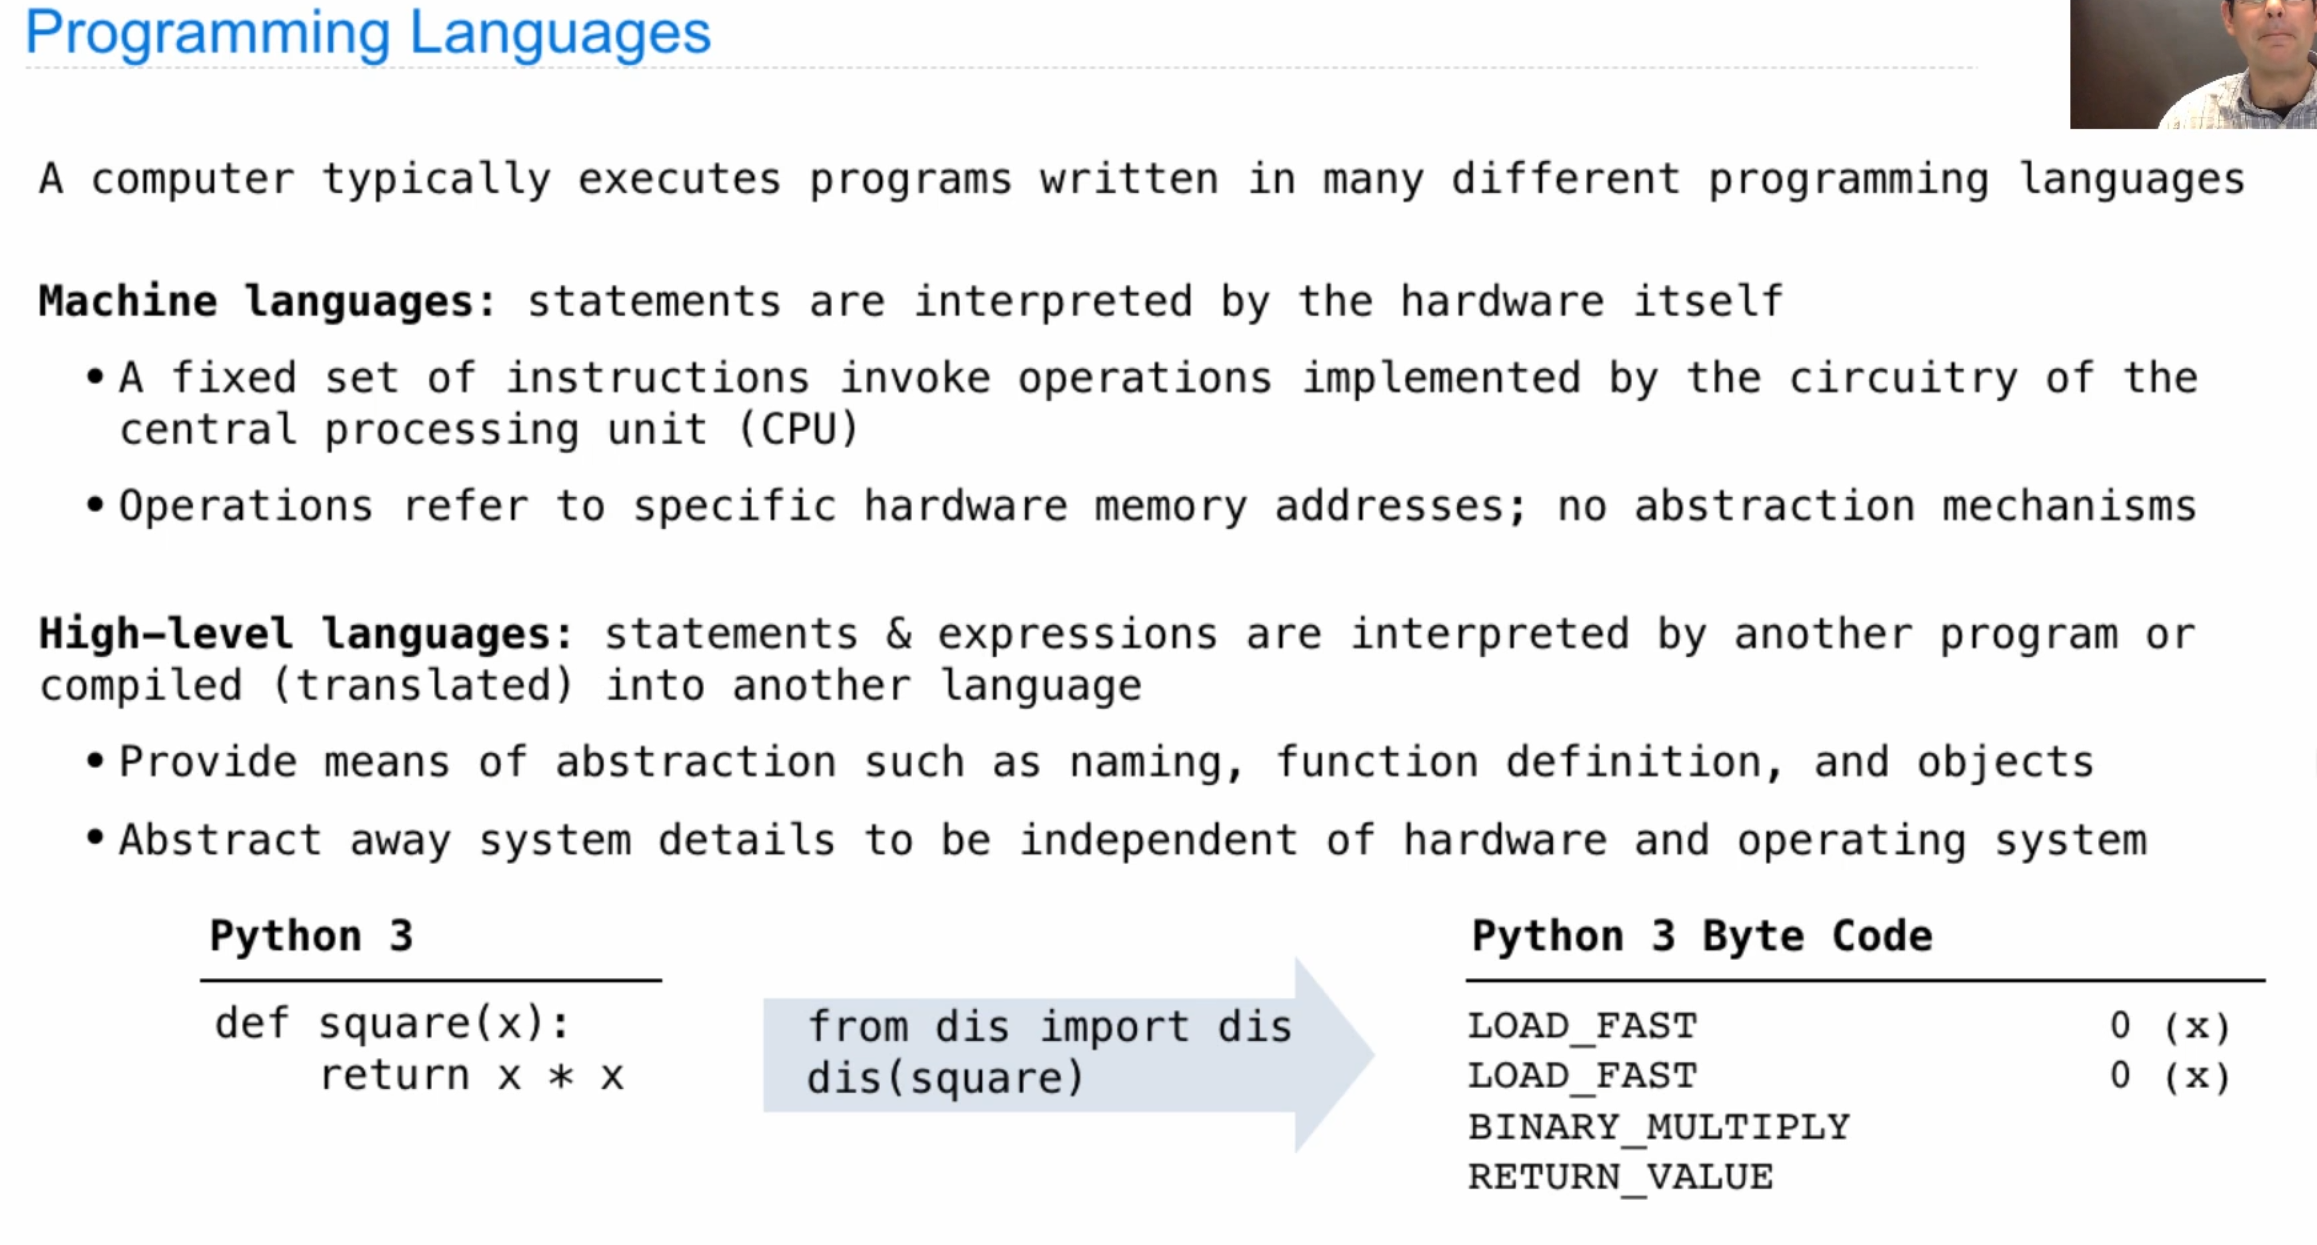 Programming Languages
A computer typically executes programs written in many different programming languages
Machine languages: statements are interpreted by the hardware itself
• A fixed set of instructions invoke operations implemented by the circuitry of the
central processing unit (CPU)
• Operations refer to specific hardware memory addresses; no abstraction mechanisms
High-level languages: statements & expressions are interpreted by another program or
compiled (translated) into another language
• Provide means of abstraction such as naming, function definition, and objects
• Abstract away system details to be independent of hardware and operating system
Python 3
def square(x):
    return x * x
from dis import dis
dis(square)
Python 3 Byte Code
LOAD_FAST 0 (x)
LOAD_FAST 0 (x)
BINARY_MULTIPLY
RETURN_VALUE